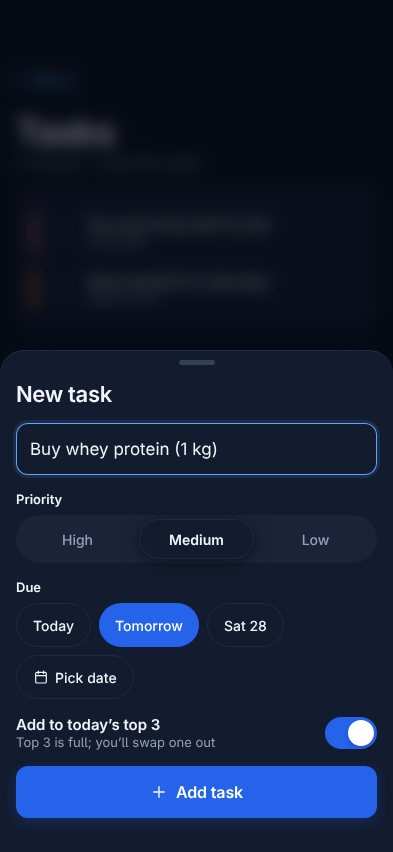 Tasks
New task
Buy whey protein (1 kg)
Priority
High Medium Low
Due
Today Tomorrow Sat 28
Pick date
Add to today’s top 3
Top 3 is full; you’ll swap one out
Add task